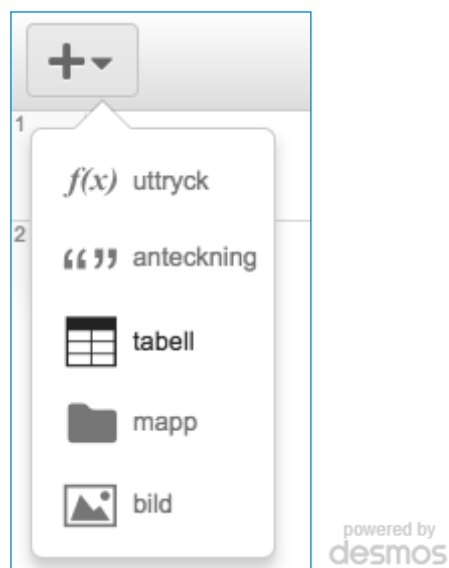 1
f(x) uttryck
2
“” anteckning
tabell
mapp
bild
powered by
desmos